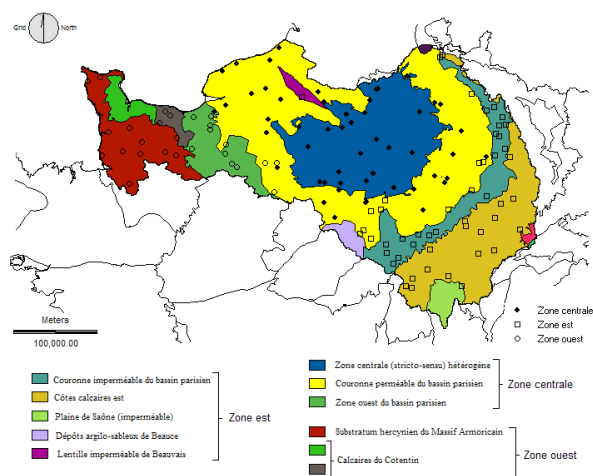 Grid North
Meters
100,000.00
Zone centrale
Zone est
Zone ouest
Couronne imperméable du bassin parisien
Côtes calcaires est
Plaine de Saône (imperméable)
Dépôts argilo-sableux de Beauce
Lentille imperméable de Beauvais
Zone est
Zone centrale (stricto-sensu) hétérogène
Couronne perméable du bassin parisien
Zone ouest du bassin parisien
Zone centrale
Substratum hercynien du Massif Armoricain
Calcaires du Cotentin
Zone ouest